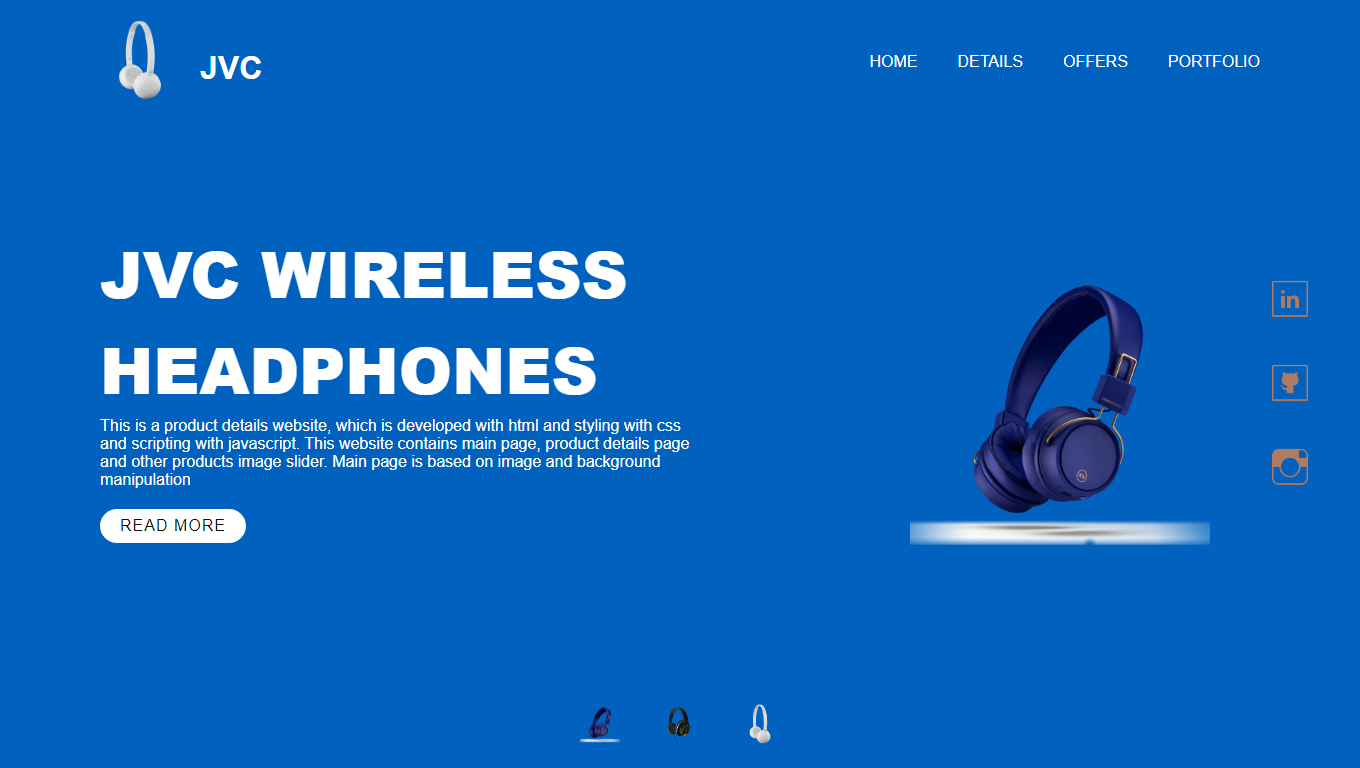 JVC
HOME DETAILS OFFERS PORTFOLIO
JVC WIRELESS
HEADPHONES
This is a product details website, which is developed with html and styling with css
and scripting with javascript. This website contains main page, product details page
and other products image slider. Main page is based on image and background
manipulation
READ MORE
in